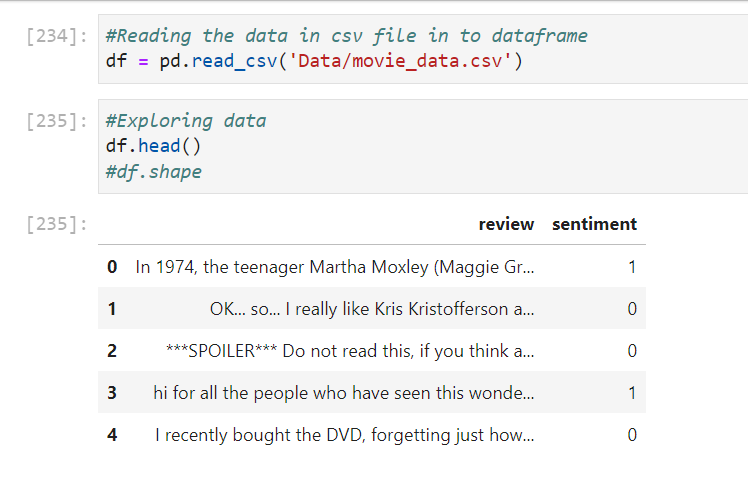 [234]: #Reading the data in csv file in to dataframe
df = pd.read_csv('Data/movie_data.csv')
[235]: #Exploring data
df.head()
#df.shape
[235]: review sentiment
0 In 1974, the teenager Martha Moxley (Maggie Gr... 1
1 OK... so... I really like Kris Kristofferson a... 0
2 ***SPOILER*** Do not read this, if you think a... 0
3 hi for all the people who have seen this wonde... 1
4 I recently bought the DVD, forgetting just how... 0